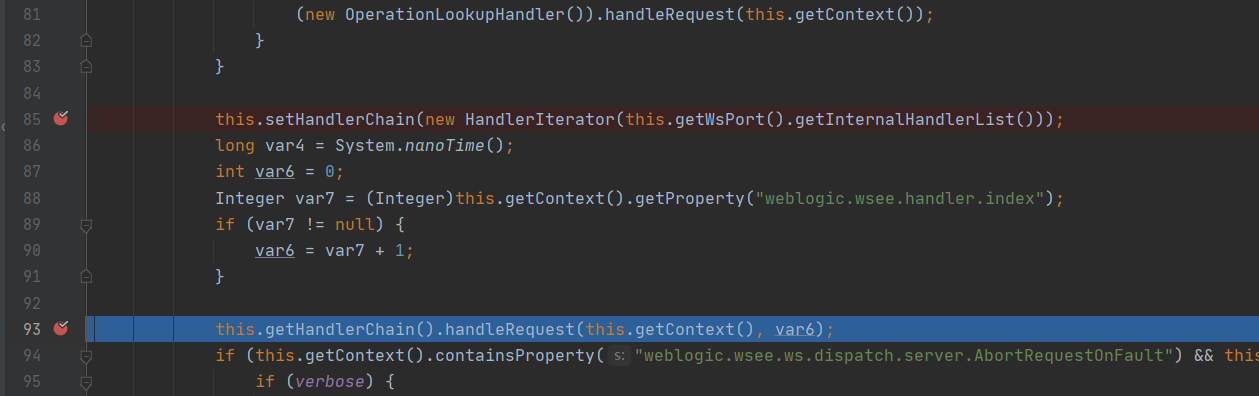 81 (new OperationLookupHandler()).handleRequest(this.getContext());
82 }
83 }
84
85 this.setHandlerChain(new HandlerIterator(this.getWsPort().getInternalHandlerList()));
86 long var4 = System.nanoTime();
87 int var6 = 0;
88 Integer var7 = (Integer)this.getContext().getProperty("weblogic.wsee.handler.index");
89 if (var7 != null) {
90 var6 = var7 + 1;
91 }
92
93 this.getHandlerChain().handleRequest(this.getContext(), var6);
94 if (this.getContext().containsProperty( s: "weblogic.wsee.ws.dispatch.server.AbortRequestOnFault") && this
95 if (verbose) {